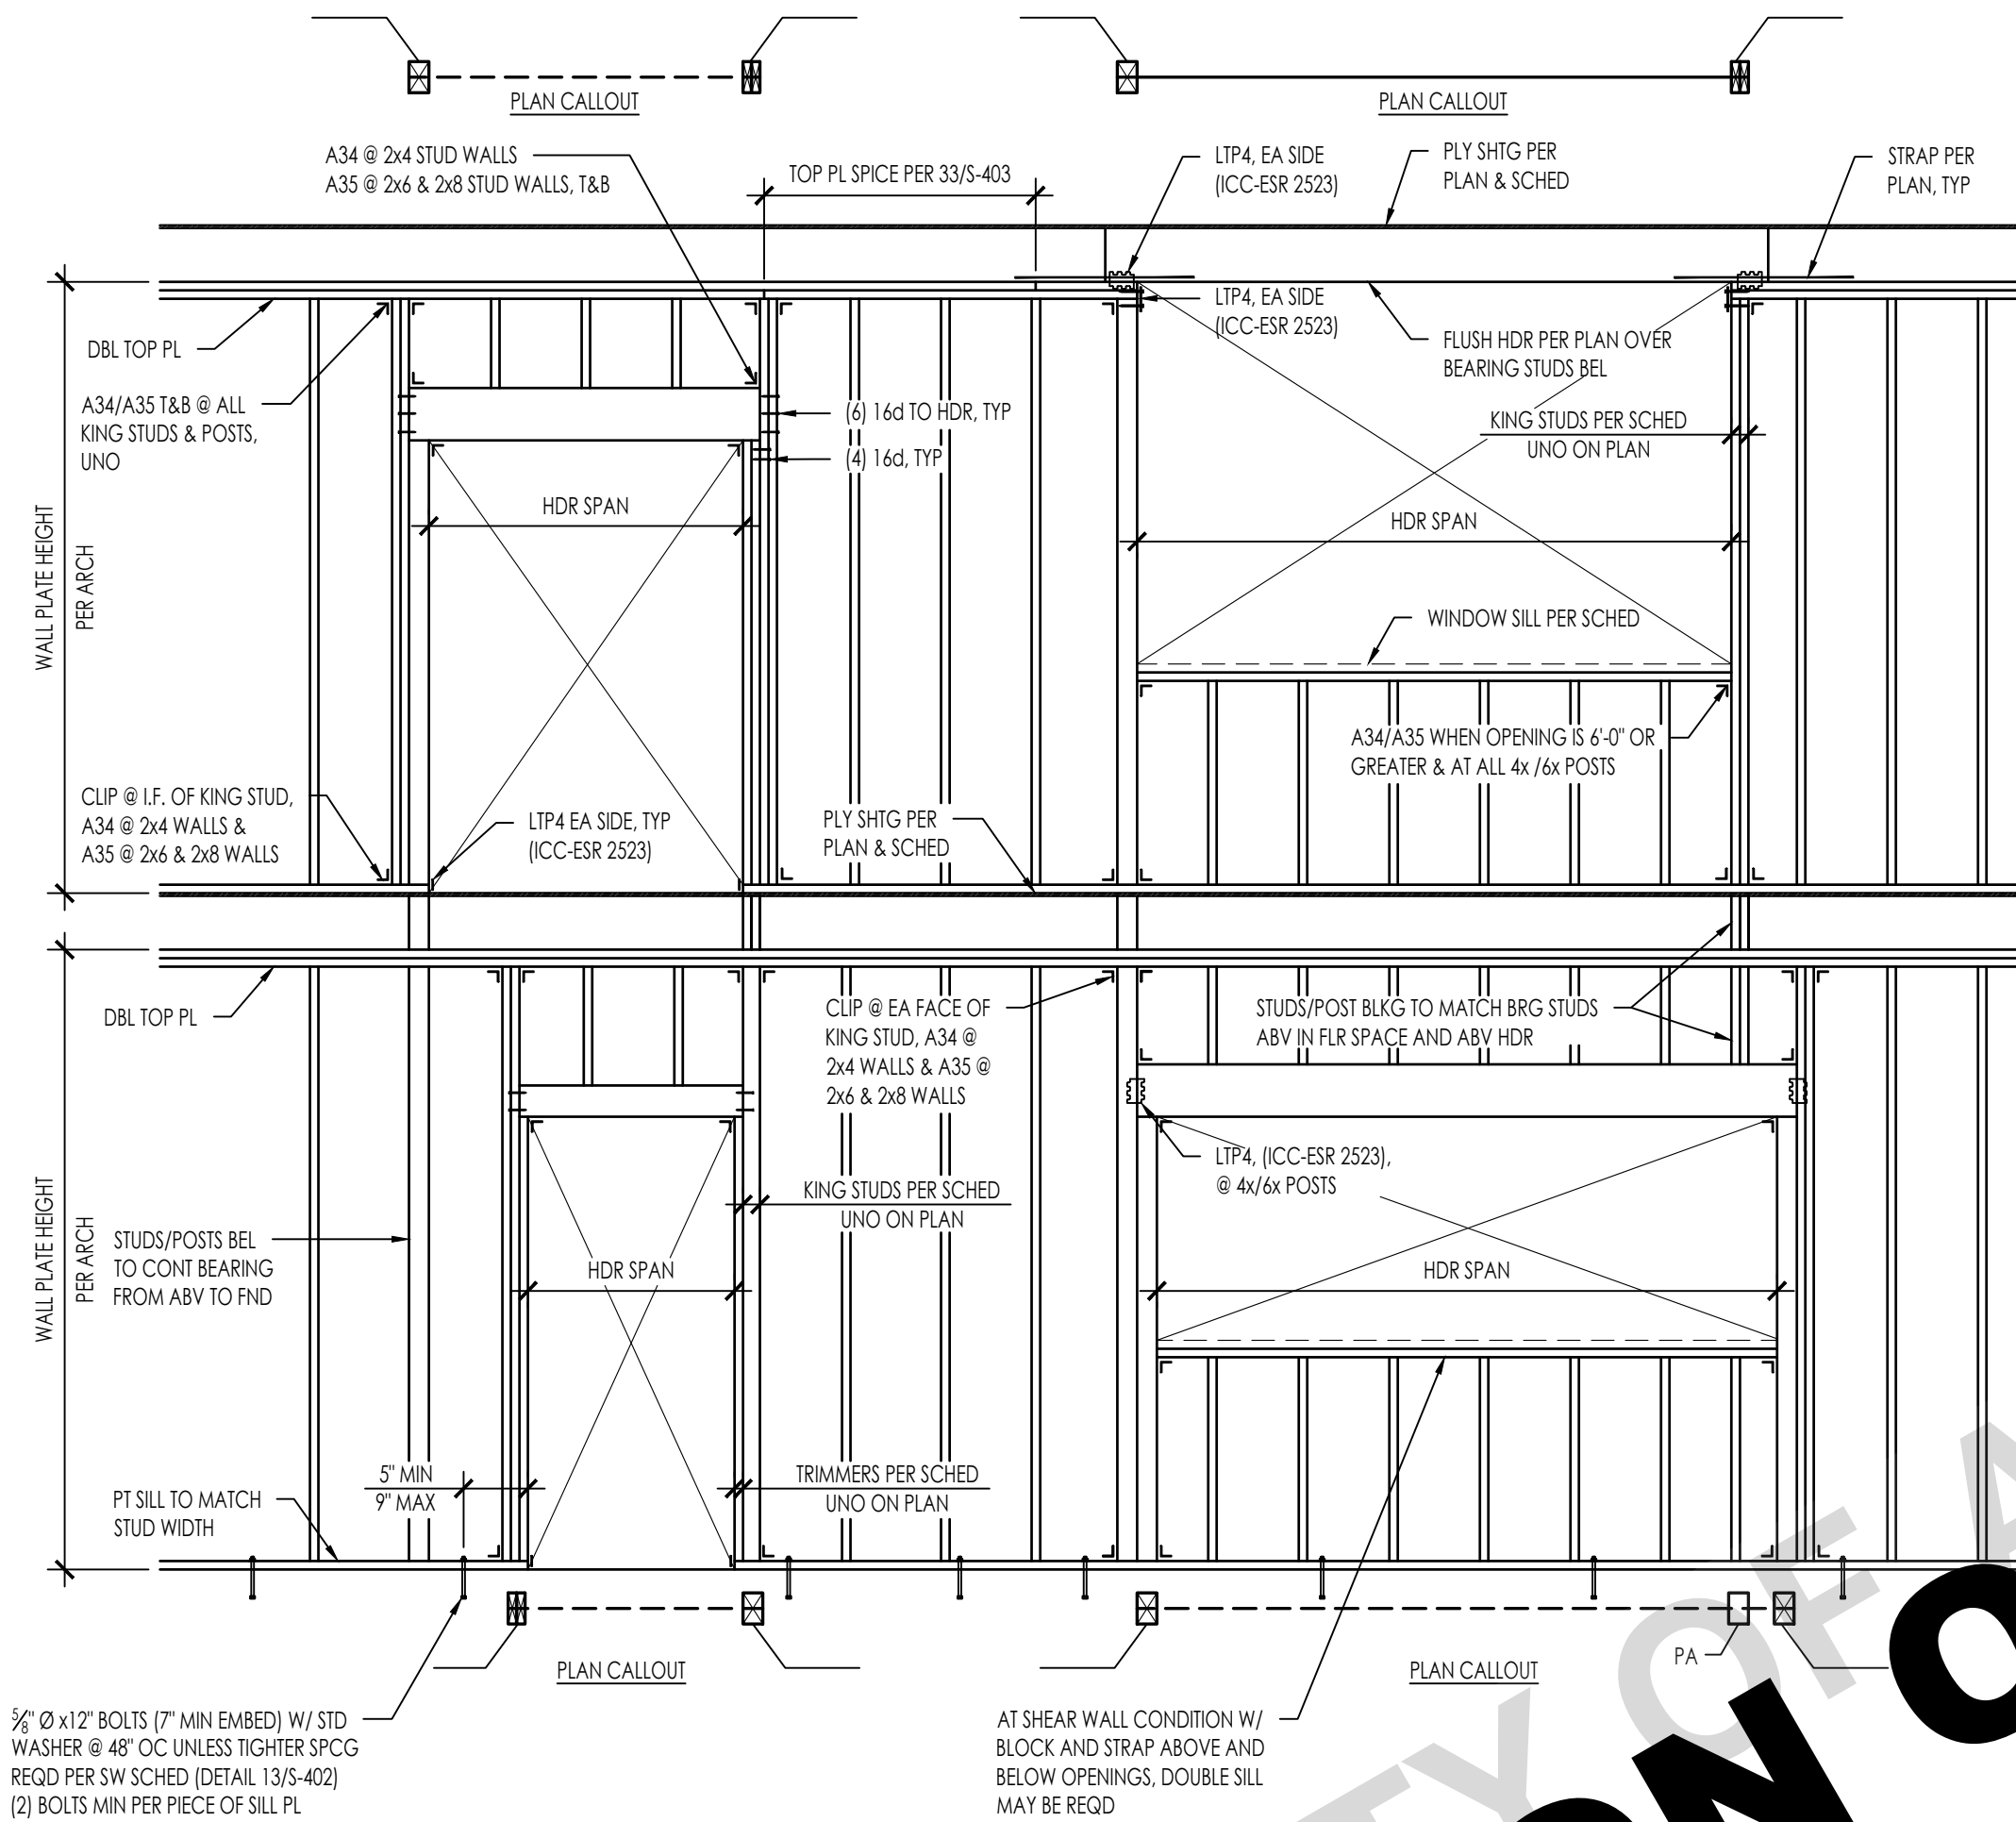 PLAN CALLOUT
PLAN CALLOUT
A34 @ 2x4 STUD WALLS
A35 @ 2x6 & 2x8 STUD WALLS, T&B
TOP PL SPICE PER 33/S-403
LTP4, EA SIDE
(ICC-ESR 2523)
PLY SHTG PER
PLAN & SCHED
STRAP PER
PLAN, TYP
LTP4, EA SIDE
(ICC-ESR 2523)
DBL TOP PL
FLUSH HDR PER PLAN OVER
BEARING STUDS BEL
A34/A35 T&B @ ALL
KING STUDS & POSTS,
UNO
(6) 16d TO HDR, TYP
(4) 16d, TYP
KING STUDS PER SCHED
UNO ON PLAN
HDR SPAN
HDR SPAN
WALL PLATE HEIGHT
PER ARCH
WINDOW SILL PER SCHED
A34/A35 WHEN OPENING IS 6'-0" OR
GREATER & AT ALL 4x /6x POSTS
CLIP @ I.F. OF KING STUD,
A34 @ 2x4 WALLS &
A35 @ 2x6 & 2x8 WALLS
LTP4 EA SIDE, TYP
(ICC-ESR 2523)
PLY SHTG PER
PLAN & SCHED
DBL TOP PL
CLIP @ EA FACE OF
KING STUD, A34 @
2x4 WALLS & A35 @
2x6 & 2x8 WALLS
STUDS/POST BLKG TO MATCH BRG STUDS
ABV IN FLR SPACE AND ABV HDR
LTP4, (ICC-ESR 2523),
@ 4x/6x POSTS
KING STUDS PER SCHED
UNO ON PLAN
WALL PLATE HEIGHT
PER ARCH
STUDS/POSTS BEL
TO CONT BEARING
FROM ABV TO FND
HDR SPAN
HDR SPAN
5" MIN
9" MAX
TRIMMERS PER SCHED
UNO ON PLAN
PT SILL TO MATCH
STUD WIDTH
PLAN CALLOUT
PLAN CALLOUT
PA
⅝" Ø x12" BOLTS (7" MIN EMBED) W/ STD
WASHER @ 48" OC UNLESS TIGHTER SPCG
REQD PER SW SCHED (DETAIL 13/S-402)
(2) BOLTS MIN PER PIECE OF SILL PL
AT SHEAR WALL CONDITION W/
BLOCK AND STRAP ABOVE AND
BELOW OPENINGS, DOUBLE SILL
MAY BE REQD
OF